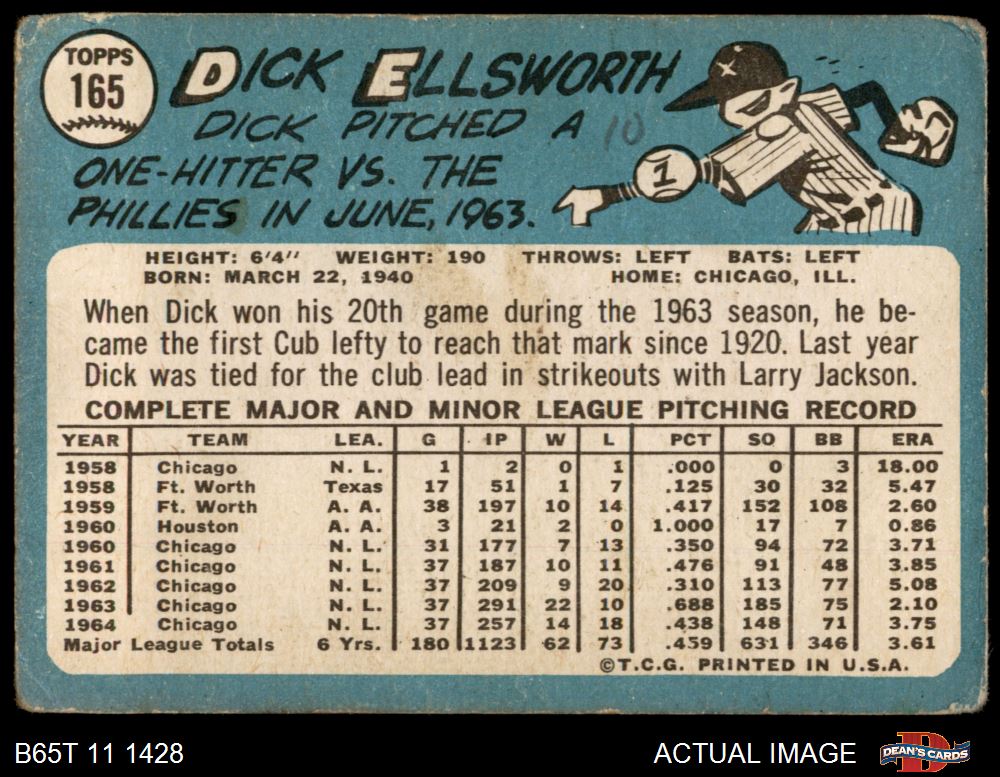 TOPPS
165
DICK ELLSWORTH
DICK PITCHED A 10
ONE-HITTER VS. THE
PHILLIES IN JUNE, 1963.
1
HEIGHT: 6'4" WEIGHT: 190 THROWS: LEFT BATS: LEFT
BORN: MARCH 22, 1940 HOME: CHICAGO, ILL.
When Dick won his 20th game during the 1963 season, he be-
came the first Cub lefty to reach that mark since 1920. Last year
Dick was tied for the club lead in strikeouts with Larry Jackson.
COMPLETE MAJOR AND MINOR LEAGUE PITCHING RECORD
YEAR TEAM LEA. G IP W L PCT SO BB ERA
1958 Chicago N. L. 1 2 0 1 .000 0 3 18.00
1958 Ft. Worth Texas 17 51 1 7 .125 30 32 5.47
1959 Ft. Worth A. A. 38 197 10 14 .417 152 108 2.60
1960 Houston A. A. 3 21 2 0 1.000 17 7 0.86
1960 Chicago N. L. 31 177 7 13 .350 94 72 3.71
1961 Chicago N. L. 37 187 10 11 .476 91 48 3.85
1962 Chicago N. L. 37 209 9 20 .310 113 77 5.08
1963 Chicago N. L. 37 291 22 10 .688 185 75 2.10
1964 Chicago N. L. 37 257 14 18 .438 148 71 3.75
Major League Totals 6 Yrs. 180 1123 62 73 .459 631 346 3.61
©T.C.G. PRINTED IN U.S.A.
B65T 11 1428 ACTUAL IMAGE DEAN'S CARDS